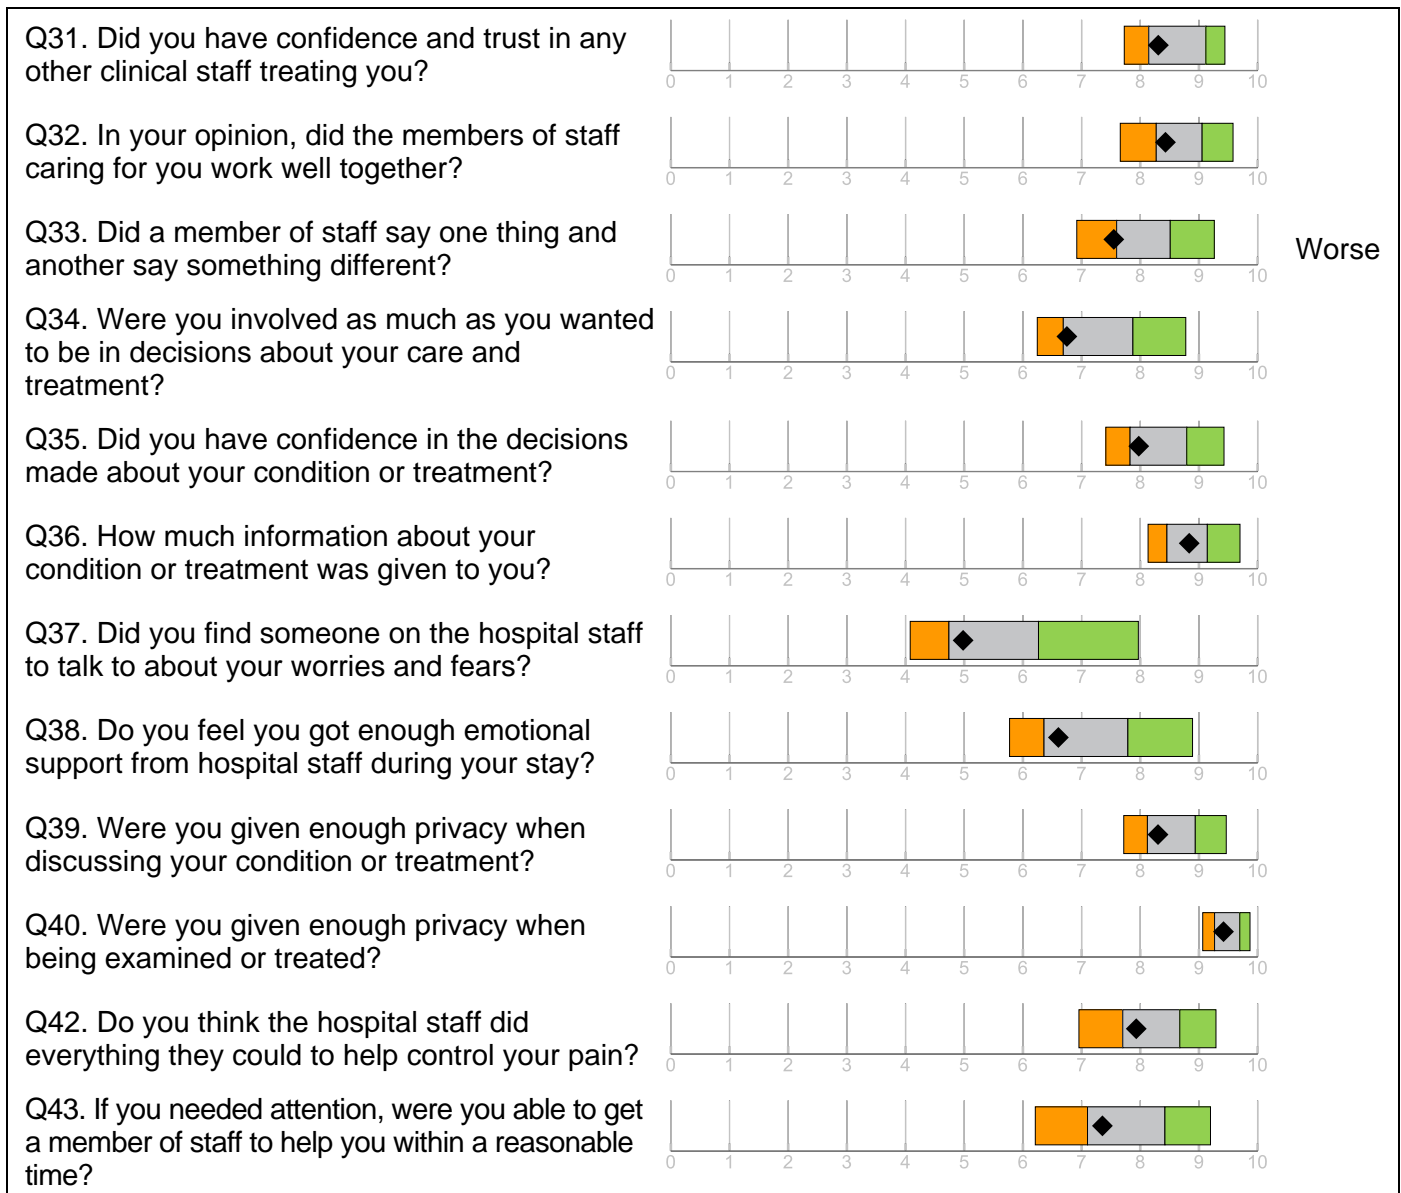 Q31. Did you have confidence and trust in any
other clinical staff treating you?
0 1 2 3 4 5 6 7 8 9 10
Q32. In your opinion, did the members of staff
caring for you work well together?
0 1 2 3 4 5 6 7 8 9 10
Q33. Did a member of staff say one thing and
another say something different?
Worse
0 1 2 3 4 5 6 7 8 9 10
Q34. Were you involved as much as you wanted
to be in decisions about your care and
treatment?
0 1 2 3 4 5 6 7 8 9 10
Q35. Did you have confidence in the decisions
made about your condition or treatment?
0 1 2 3 4 5 6 7 8 9 10
Q36. How much information about your
condition or treatment was given to you?
0 1 2 3 4 5 6 7 8 9 10
Q37. Did you find someone on the hospital staff
to talk to about your worries and fears?
0 1 2 3 4 5 6 7 8 9 10
Q38. Do you feel you got enough emotional
support from hospital staff during your stay?
0 1 2 3 4 5 6 7 8 9 10
Q39. Were you given enough privacy when
discussing your condition or treatment?
0 1 2 3 4 5 6 7 8 9 10
Q40. Were you given enough privacy when
being examined or treated?
0 1 2 3 4 5 6 7 8 9 10
Q42. Do you think the hospital staff did
everything they could to help control your pain?
0 1 2 3 4 5 6 7 8 9 10
Q43. If you needed attention, were you able to get
a member of staff to help you within a reasonable
time?
0 1 2 3 4 5 6 7 8 9 10